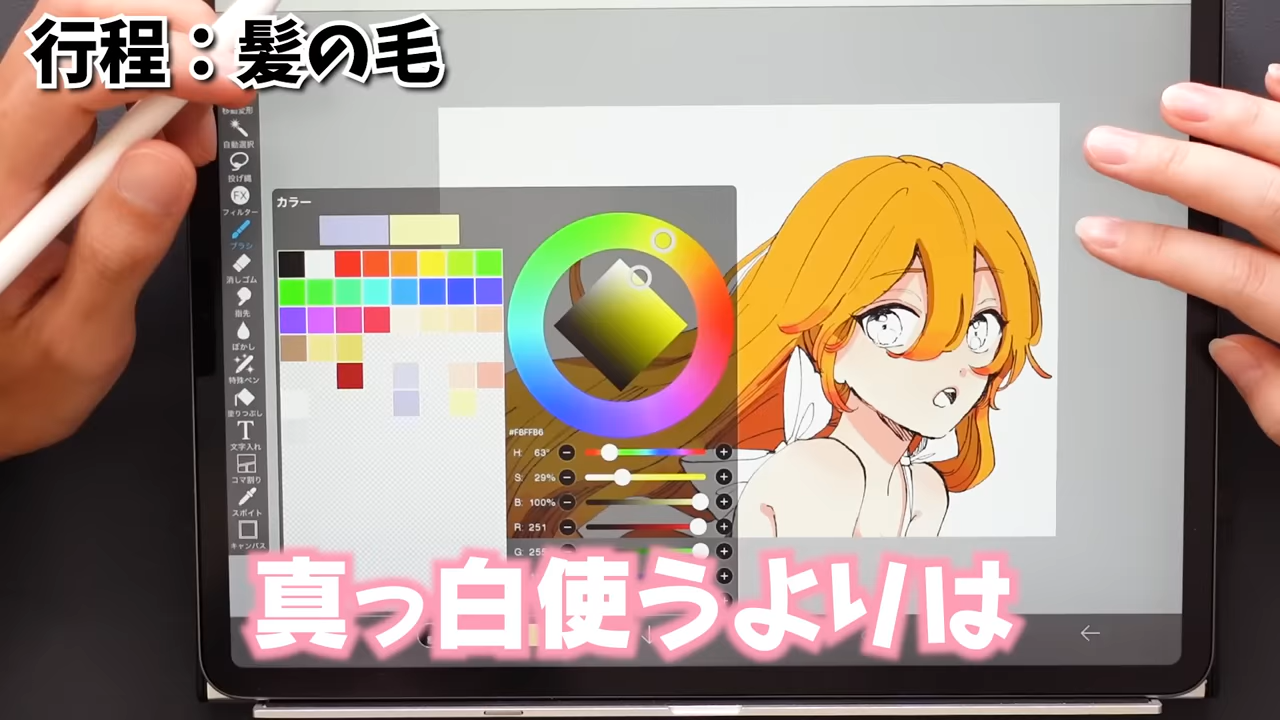 行程：髪の毛
自動選択
投げ縄
FX
フィルター
ブラシ
消しゴム
指先
ぼかし
特殊ペン
塗りつぶし
T
文字入れ
コマ割り
スポイト
キャンバス
カラー
#FBFFB6
H: 63°
S: 29%
B: 100%
R: 251
G: 255
真っ白使うよりは